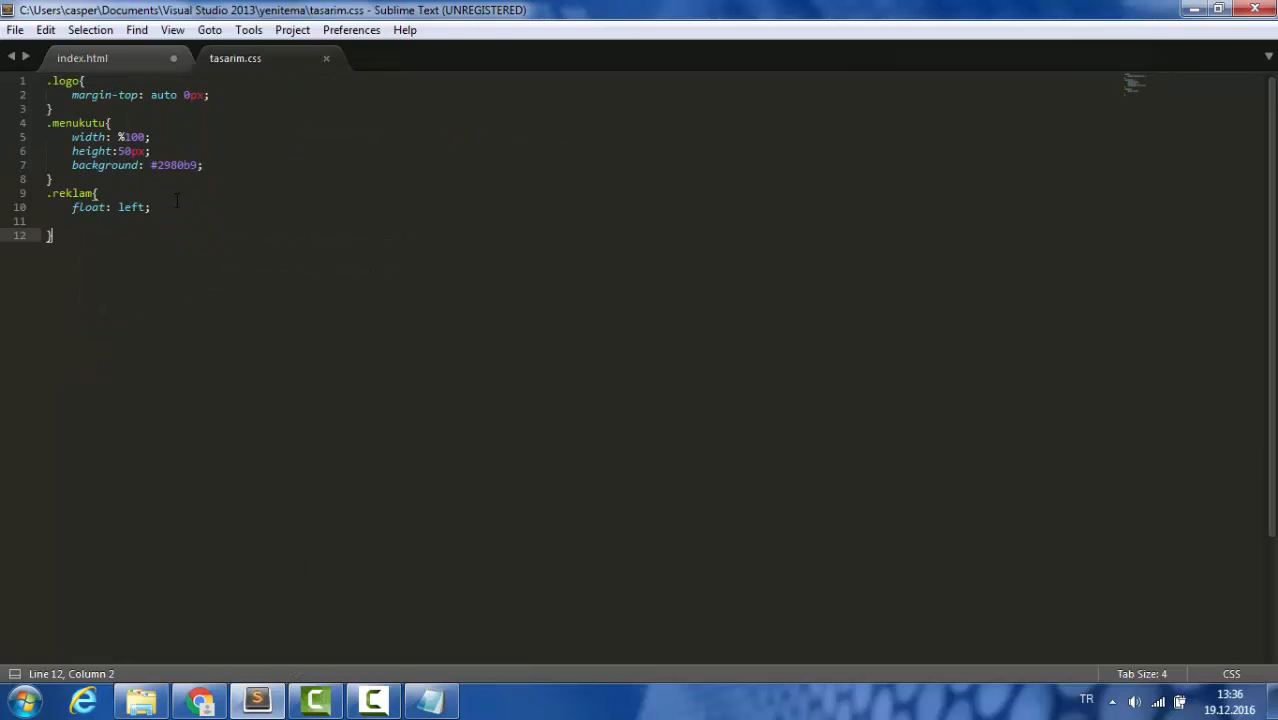 C:\Users\casper\Documents\Visual Studio 2013\yenitema\tasarim.css - Sublime Text (UNREGISTERED)
File Edit Selection Find View Goto Tools Project Preferences Help
index.html tasarim.css
1 .logo{
2 margin-top: auto 0px;
3 }
4 .menukutu{
5 width: %100;
6 height:50px;
7 background: #2980b9;
8 }
9 .reklam{
10 float: left;
11
12 }
Line 12, Column 2 Tab Size: 4 CSS
TR 13:36
19.12.2016